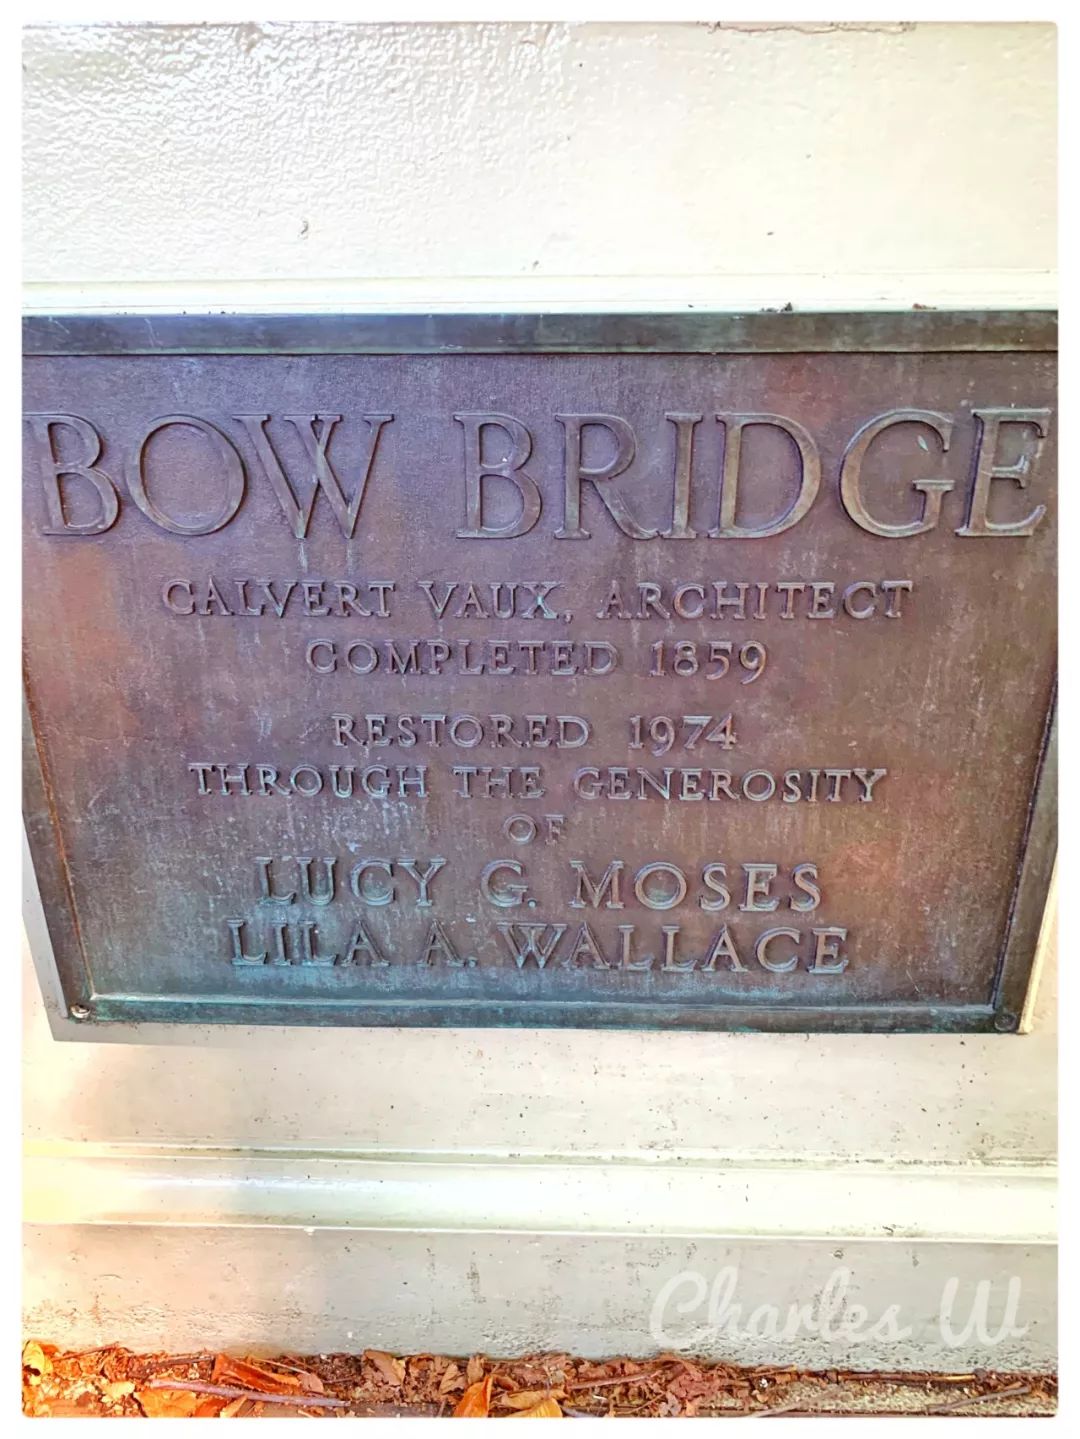 BOW BRIDGE
CALVERT VAUX, ARCHITECT
COMPLETED 1859
RESTORED 1974
THROUGH THE GENEROSITY
OF
LUCY G. MOSES
LILA A. WALLACE
Charles W